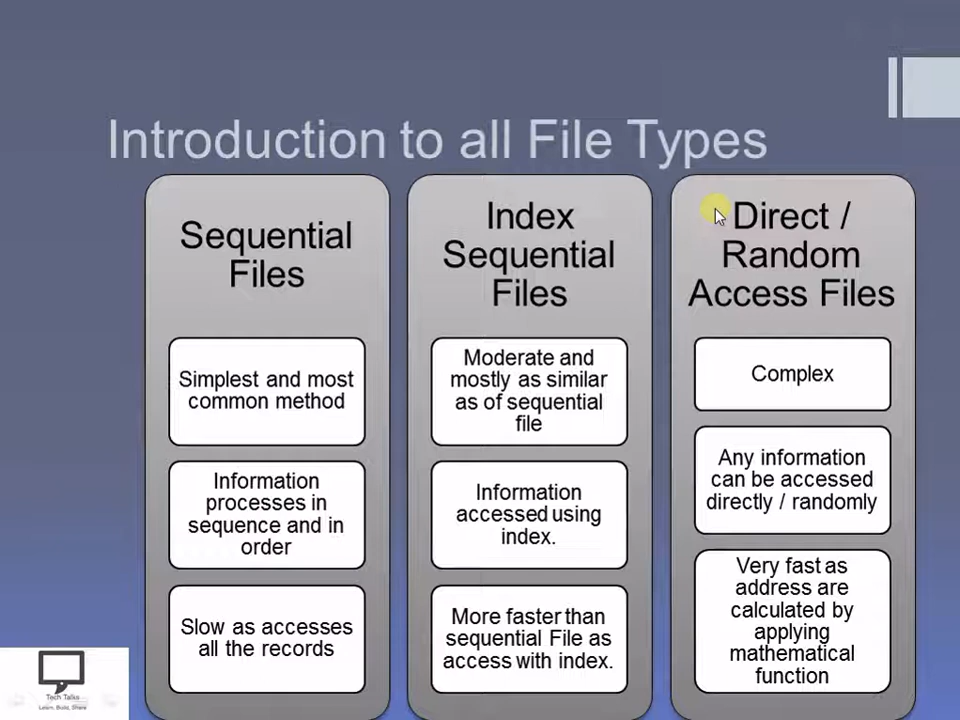 Introduction to all File Types
Sequential
Files
Simplest and most
common method
Information
processes in
sequence and in
order
Slow as accesses
all the records
Index
Sequential
Files
Moderate and
mostly as similar
as of sequential
file
Information
accessed using
index.
More faster than
sequential File as
access with index.
Direct /
Random
Access Files
Complex
Any information
can be accessed
directly / randomly
Very fast as
address are
calculated by
applying
mathematical
function
Tech Talks
Learn. Build. Share